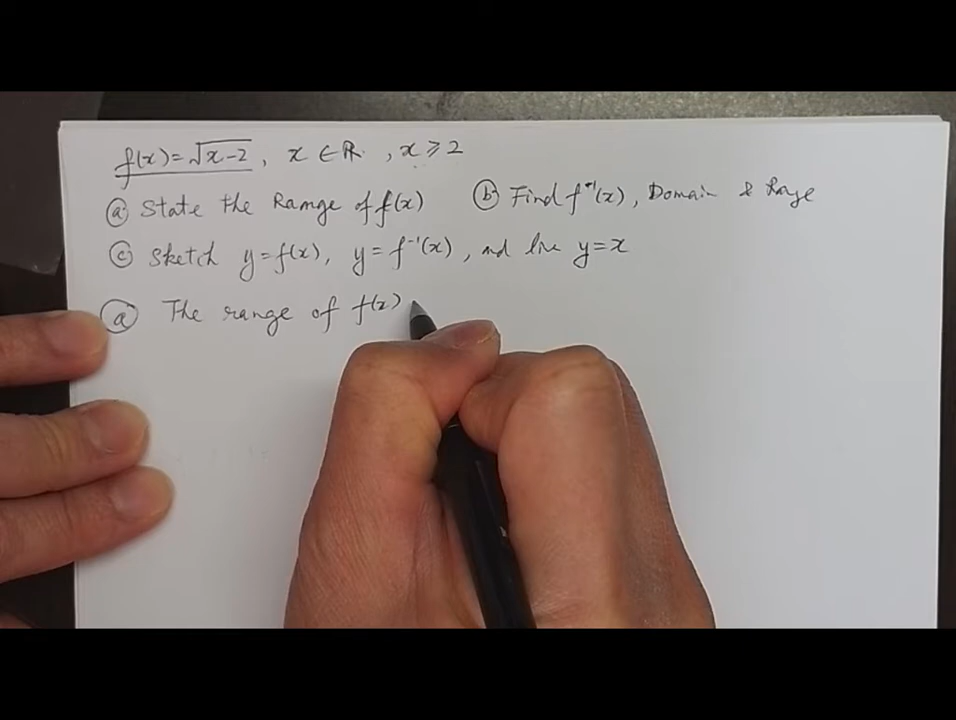 f(x) = √x-2, x ∈ ℝ, x ≥ 2
ⓐ State the Range of f(x) ⓑ Find f⁻¹(x), Domain & Range
ⓒ Sketch y = f(x), y = f⁻¹(x), and line y = x
ⓐ The range of f(x)